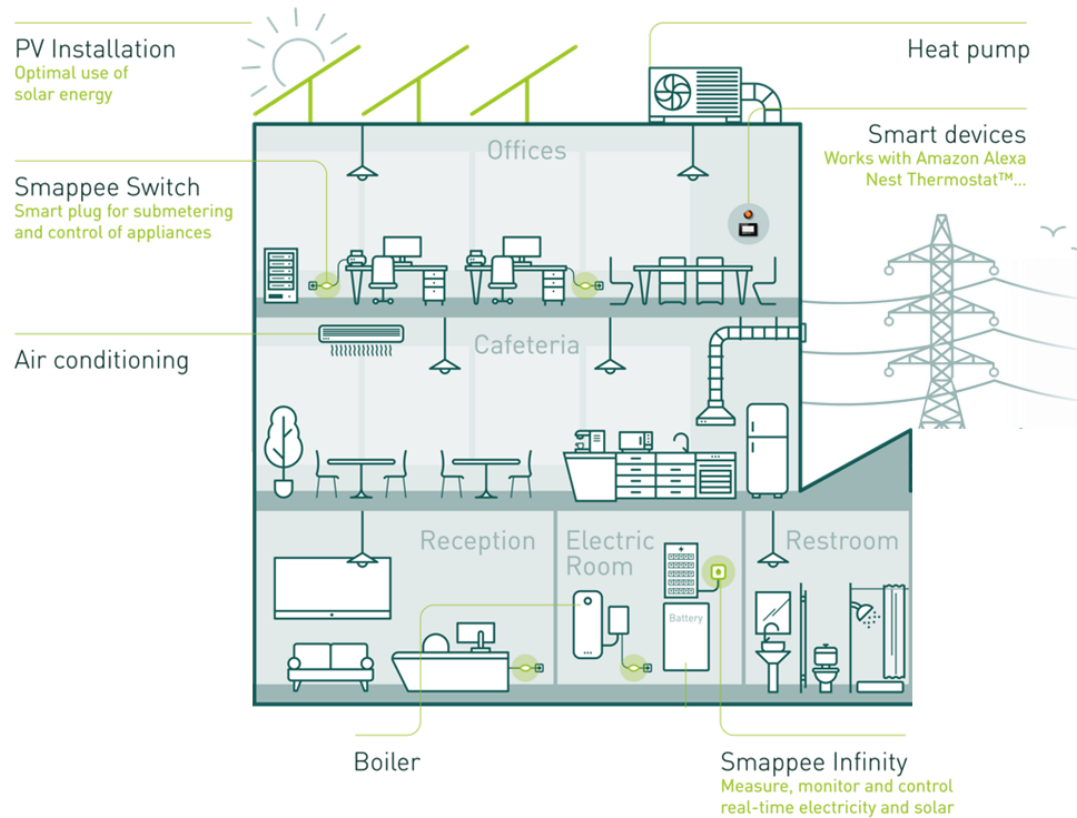 PV Installation
Optimal use of
solar energy
Heat pump
Smart devices
Works with Amazon Alexa
Nest Thermostat™...
Offices
Smappee Switch
Smart plug for submetering
and control of appliances
Air conditioning
Cafeteria
Reception
Electric
Room
Restroom
Battery
Boiler
Smappee Infinity
Measure, monitor and control
real-time electricity and solar